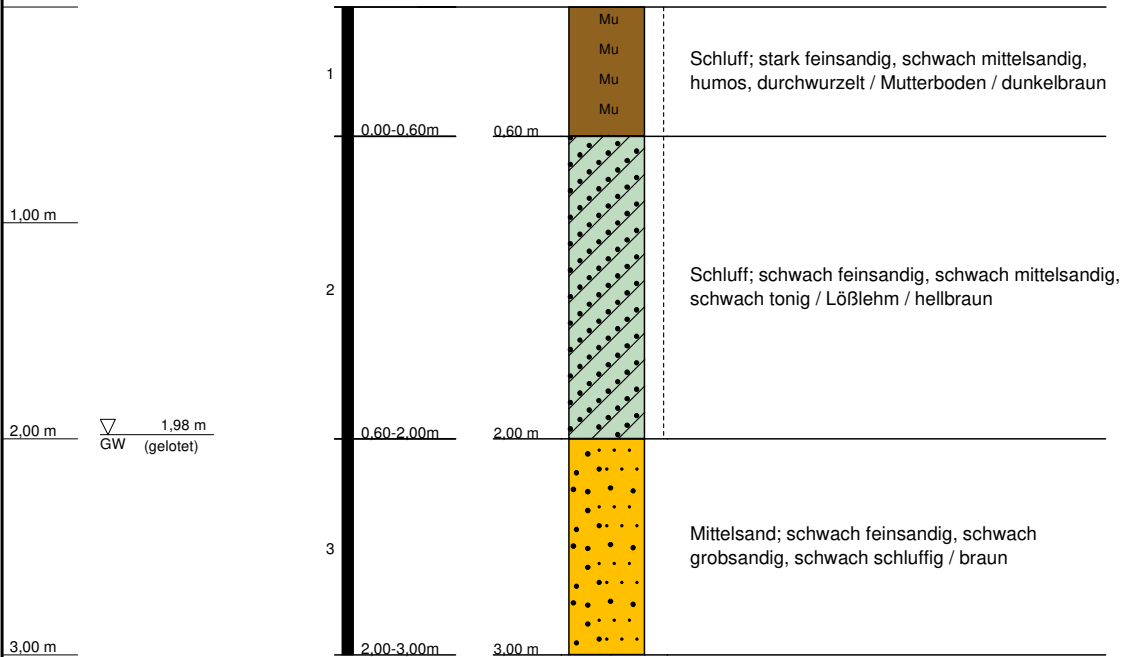 Mu
Mu
Mu
Mu
1
Schluff; stark feinsandig, schwach mittelsandig,
humos, durchwurzelt / Mutterboden / dunkelbraun
0,00-0,60m
0,60 m
1,00 m
2
Schluff; schwach feinsandig, schwach mittelsandig,
schwach tonig / Lößlehm / hellbraun
2,00 m
1,98 m
GW (gelotet)
0,60-2,00m
2,00 m
3
Mittelsand; schwach feinsandig, schwach
grobsandig, schwach schluffig / braun
3,00 m
2,00-3,00m
3,00 m